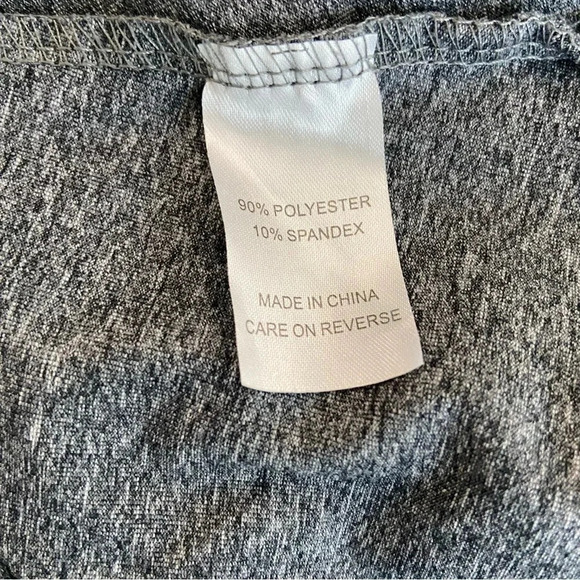 90% POLYESTER
10% SPANDEX
MADE IN CHINA
CARE ON REVERSE